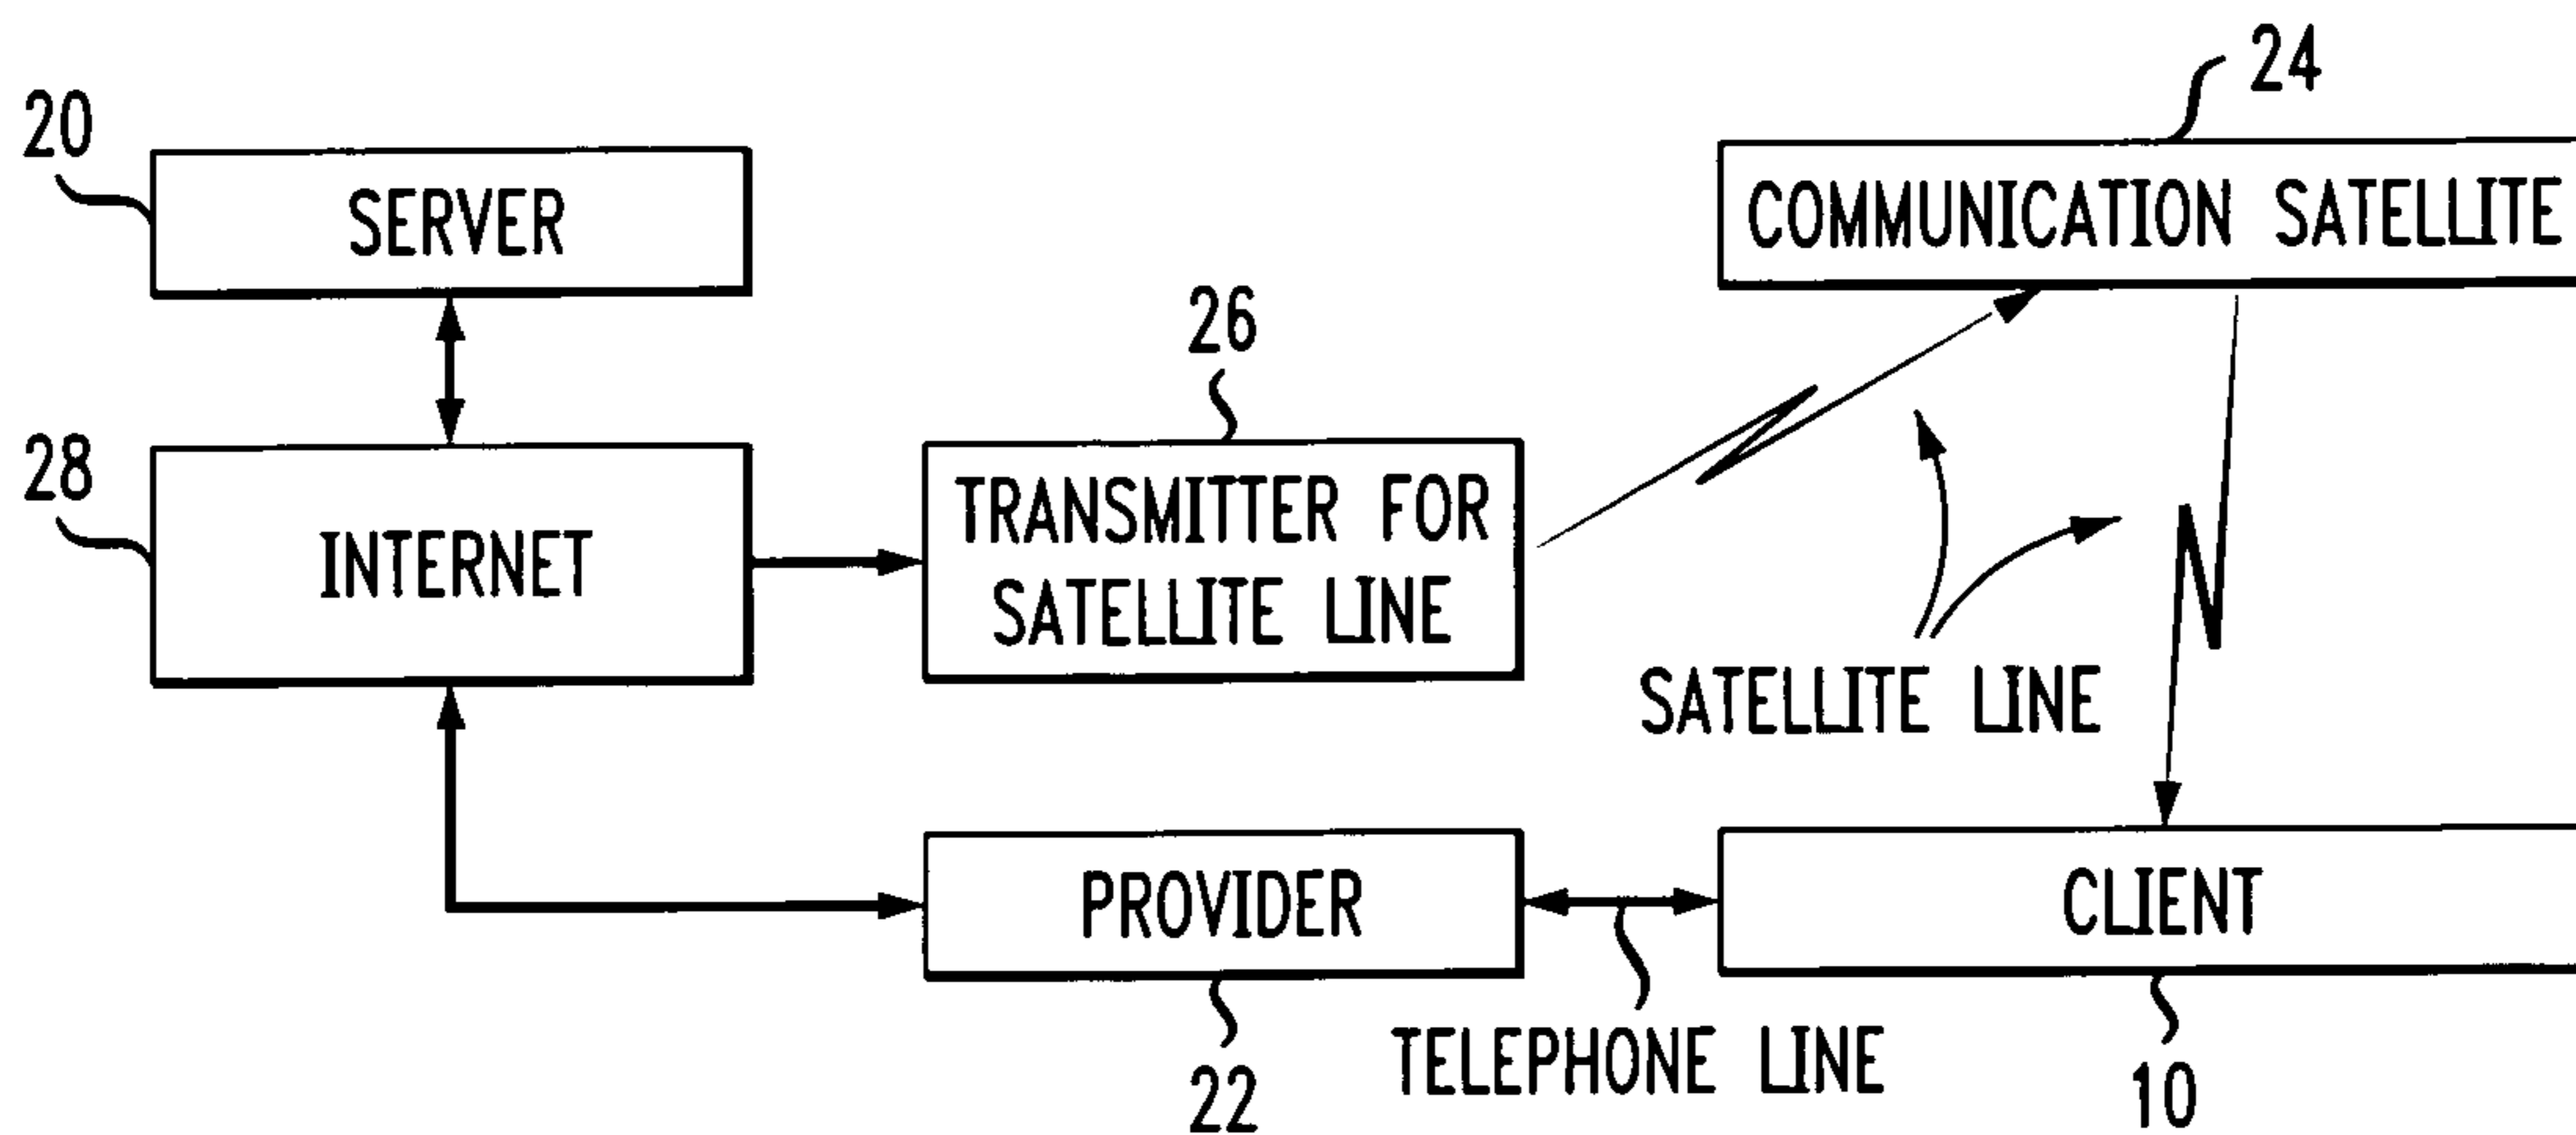 24
20
SERVER
COMMUNICATION SATELLITE
26
28
INTERNET
TRANSMITTER FOR
SATELLITE LINE
SATELLITE LINE
PROVIDER
CLIENT
TELEPHONE LINE
22
10